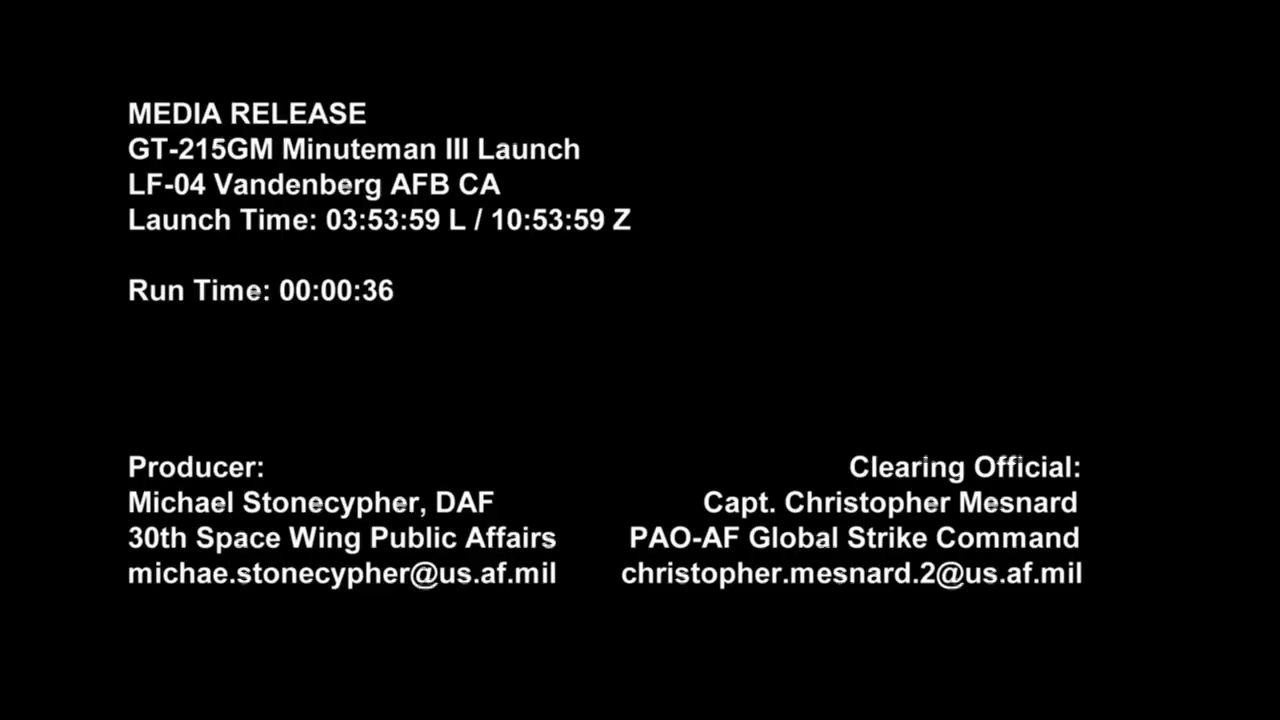 MEDIA RELEASE
GT-215GM Minuteman III Launch
LF-04 Vandenberg AFB CA
Launch Time: 03:53:59 L / 10:53:59 Z
Run Time: 00:00:36
Producer:
Michael Stonecypher, DAF
30th Space Wing Public Affairs
michae.stonecypher@us.af.mil
Clearing Official:
Capt. Christopher Mesnard
PAO-AF Global Strike Command
christopher.mesnard.2@us.af.mil